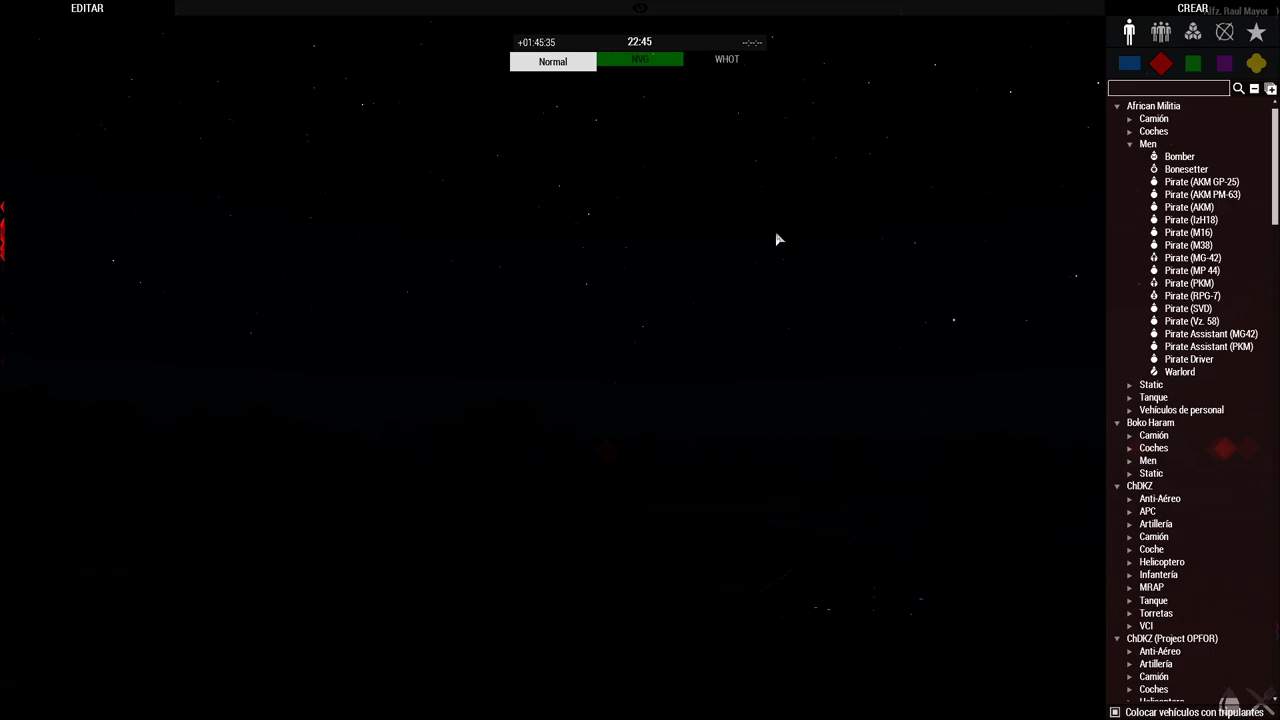 EDITAR
CREAR
Alfz, Raul Mayor
+01:45:35
22:45
--:--:--
Normal
NVG
WHOT
African Militia
Camión
Coches
Men
Bomber
Bonesetter
Pirate (AKM GP-25)
Pirate (AKM PM-63)
Pirate (AKM)
Pirate (IzH18)
Pirate (M16)
Pirate (M38)
Pirate (MG-42)
Pirate (MP 44)
Pirate (PKM)
Pirate (RPG-7)
Pirate (SVD)
Pirate (Vz. 58)
Pirate Assistant (MG42)
Pirate Assistant (PKM)
Pirate Driver
Warlord
Static
Tanque
Vehículos de personal
Boko Haram
Camión
Coches
Men
Static
ChDKZ
Anti-Aéreo
APC
Artillería
Camión
Coche
Helicoptero
Infantería
MRAP
Tanque
Torretas
VCI
ChDKZ (Project OPFOR)
Anti-Aéreo
Artillería
Camión
Coches
Colocar vehículos con tripulantes